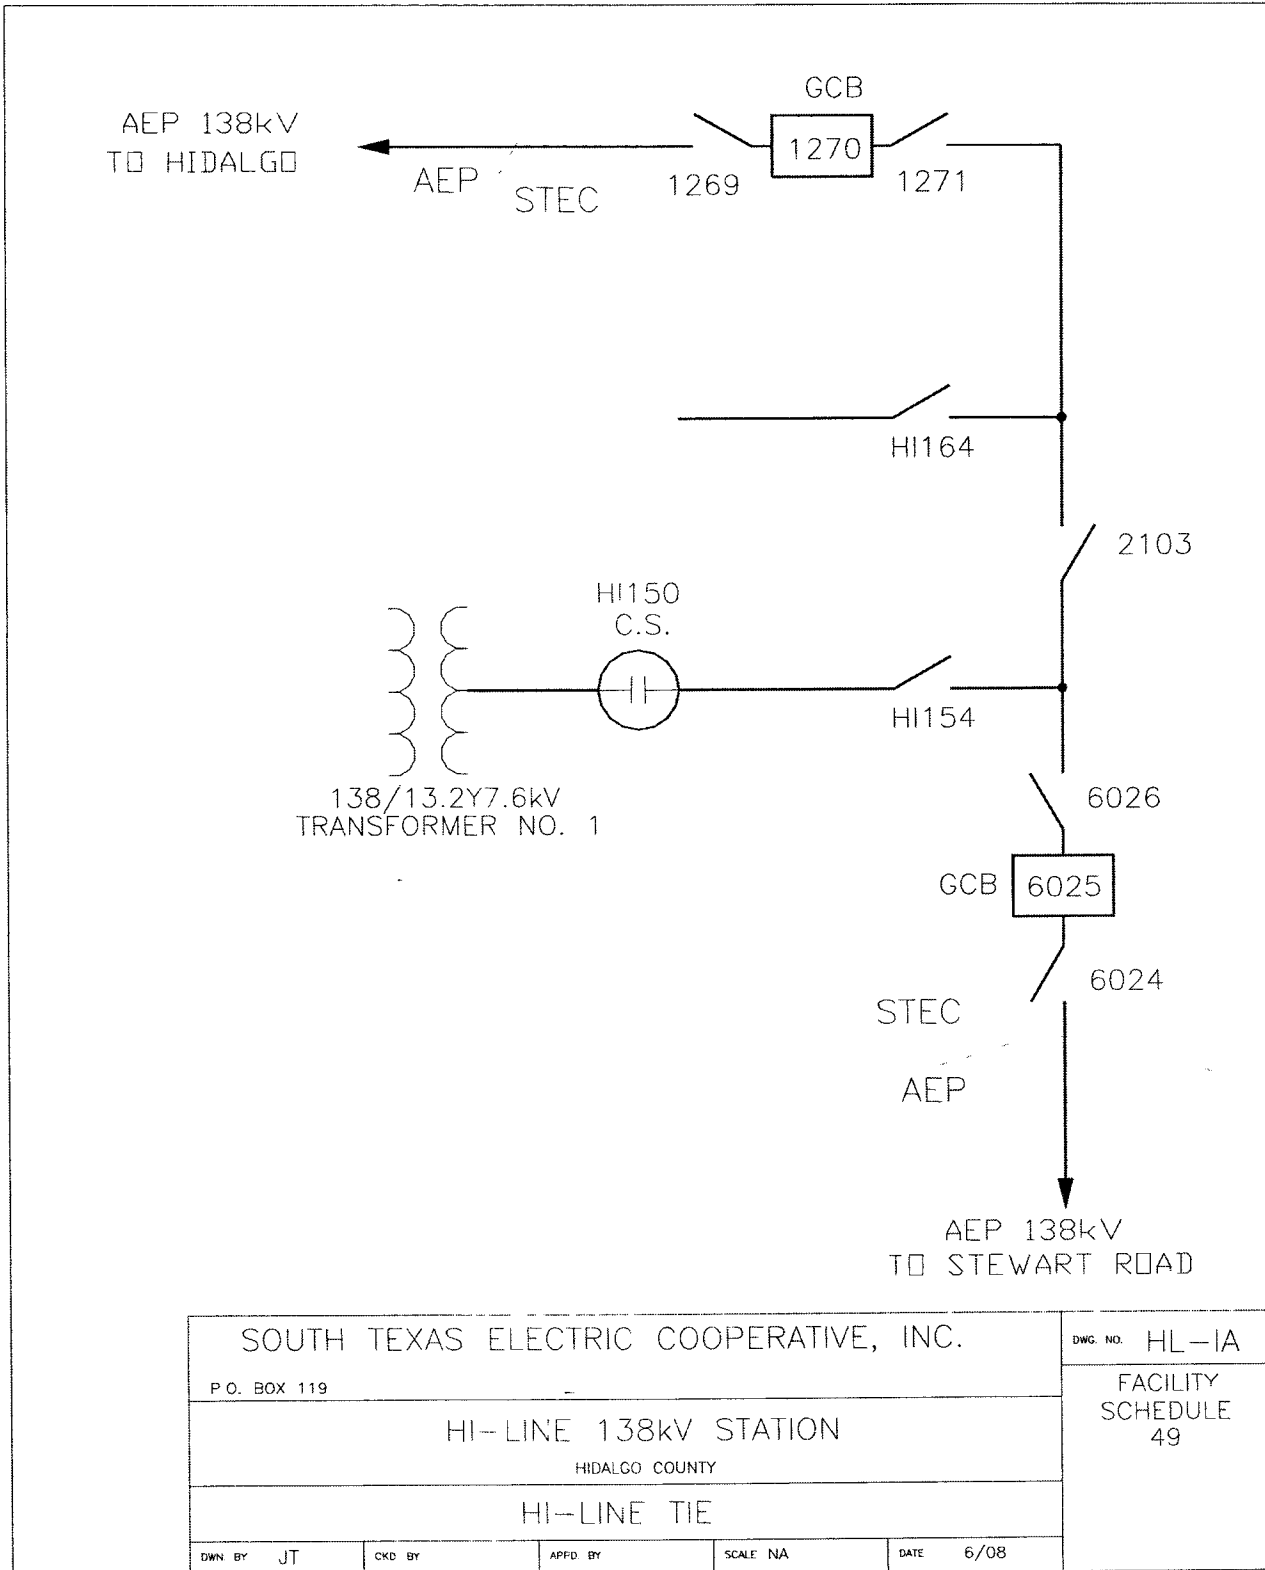 GCB
AEP 138kV
TO HIDALGO
1270
AEP
STEC
1269
1271
HI164
2103
HI150
C.S.
HI154
138/13.2Y7.6kV
TRANSFORMER NO. 1
6026
GCB
6025
6024
STEC
AEP
AEP 138kV
TO STEWART ROAD
SOUTH TEXAS ELECTRIC COOPERATIVE, INC.
P.O. BOX 119
DWG. NO. HL-IA
FACILITY
SCHEDULE
49
HI-LINE 138kV STATION
HIDALGO COUNTY
HI-LINE TIE
DWN. BY JT
CKD BY
APPD. BY
SCALE NA
DATE 6/08